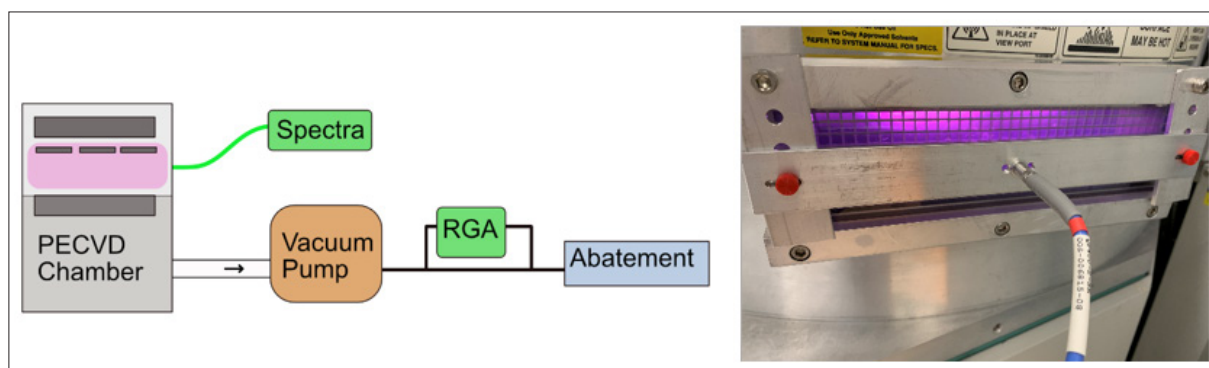 Spectra
PECVD
Chamber
→
Vacuum
Pump
RGA
Abatement
Use Only Approved Solvents
REFER TO SYSTEM MANUAL FOR SPECS.
IN PLACE AT
VIEW PORT
SURFACE
MAY BE HOT